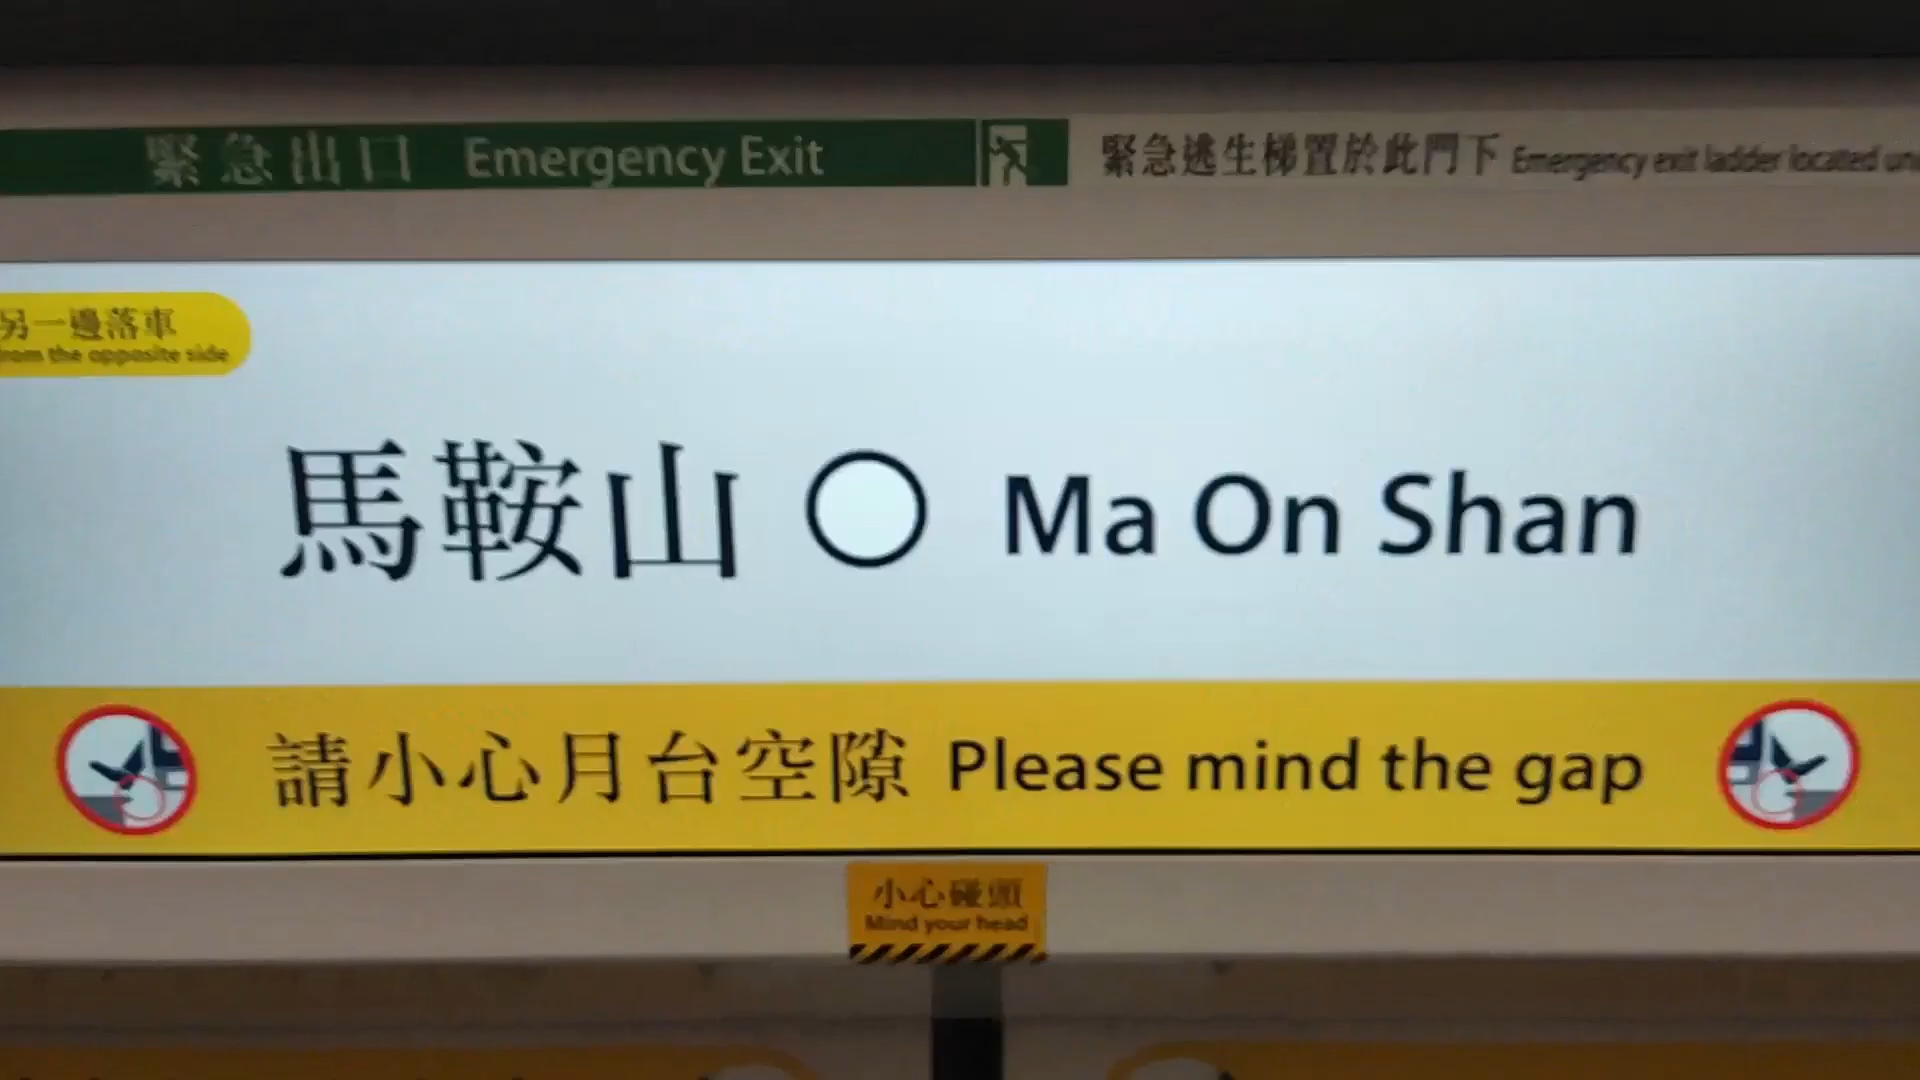 緊急出口 Emergency Exit
緊急逃生梯置於此門下 Emergency exit ladder located
另一邊落車
from the opposite side
馬鞍山 Ma On Shan
請小心月台空隙 Please mind the gap
小心碰頭
Mind your head